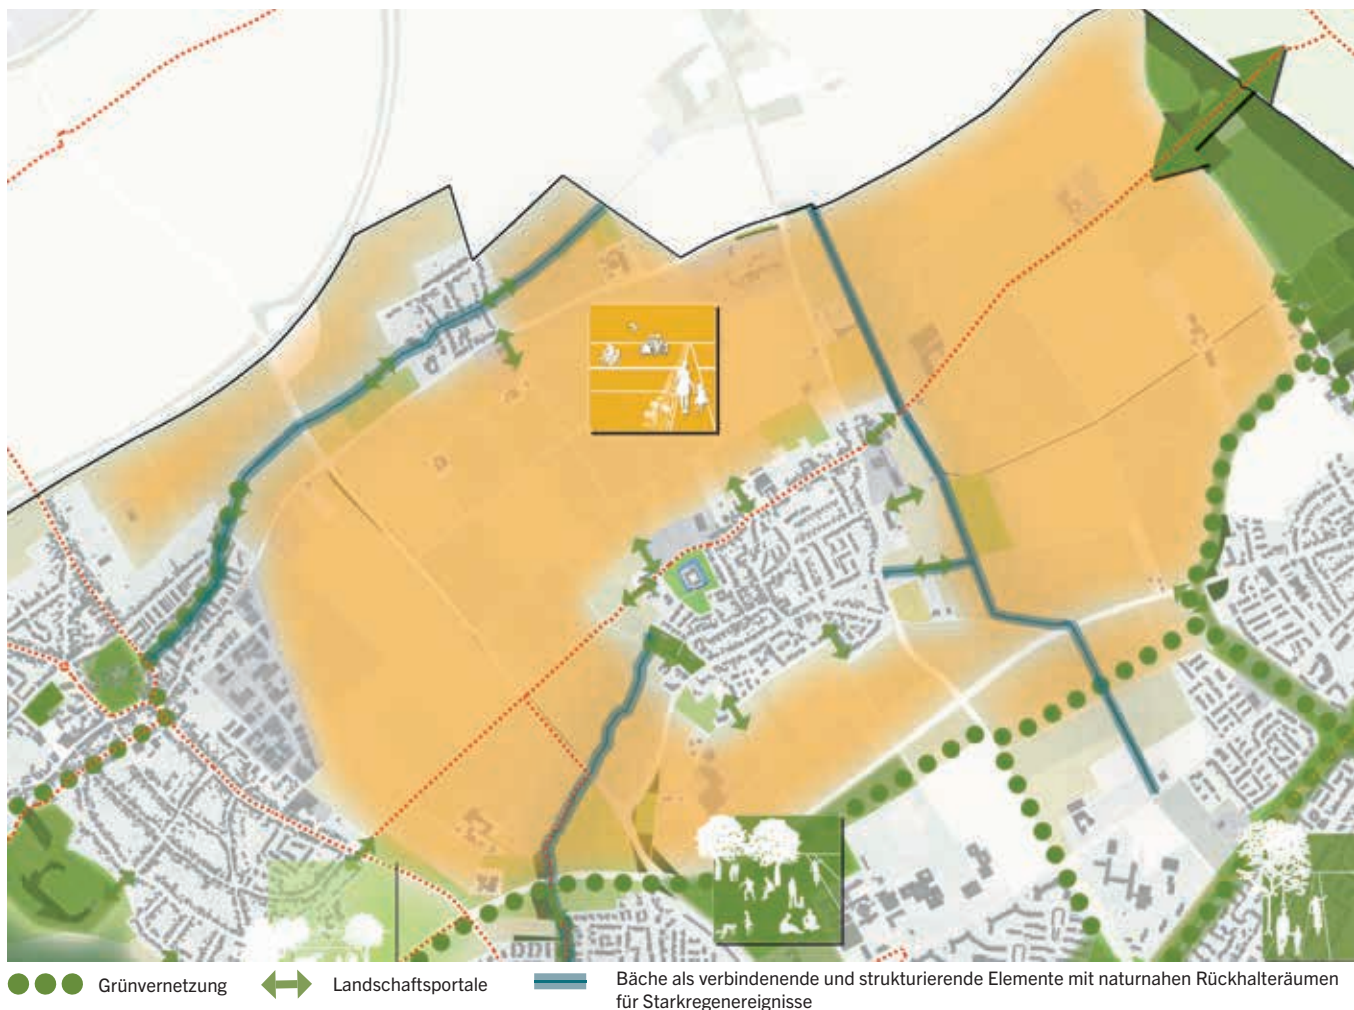 Grünvernetzung
Landschaftsportale
Bäche als verbindenende und strukturierende Elemente mit naturnahen Rückhalteräumen
für Starkregenereignisse